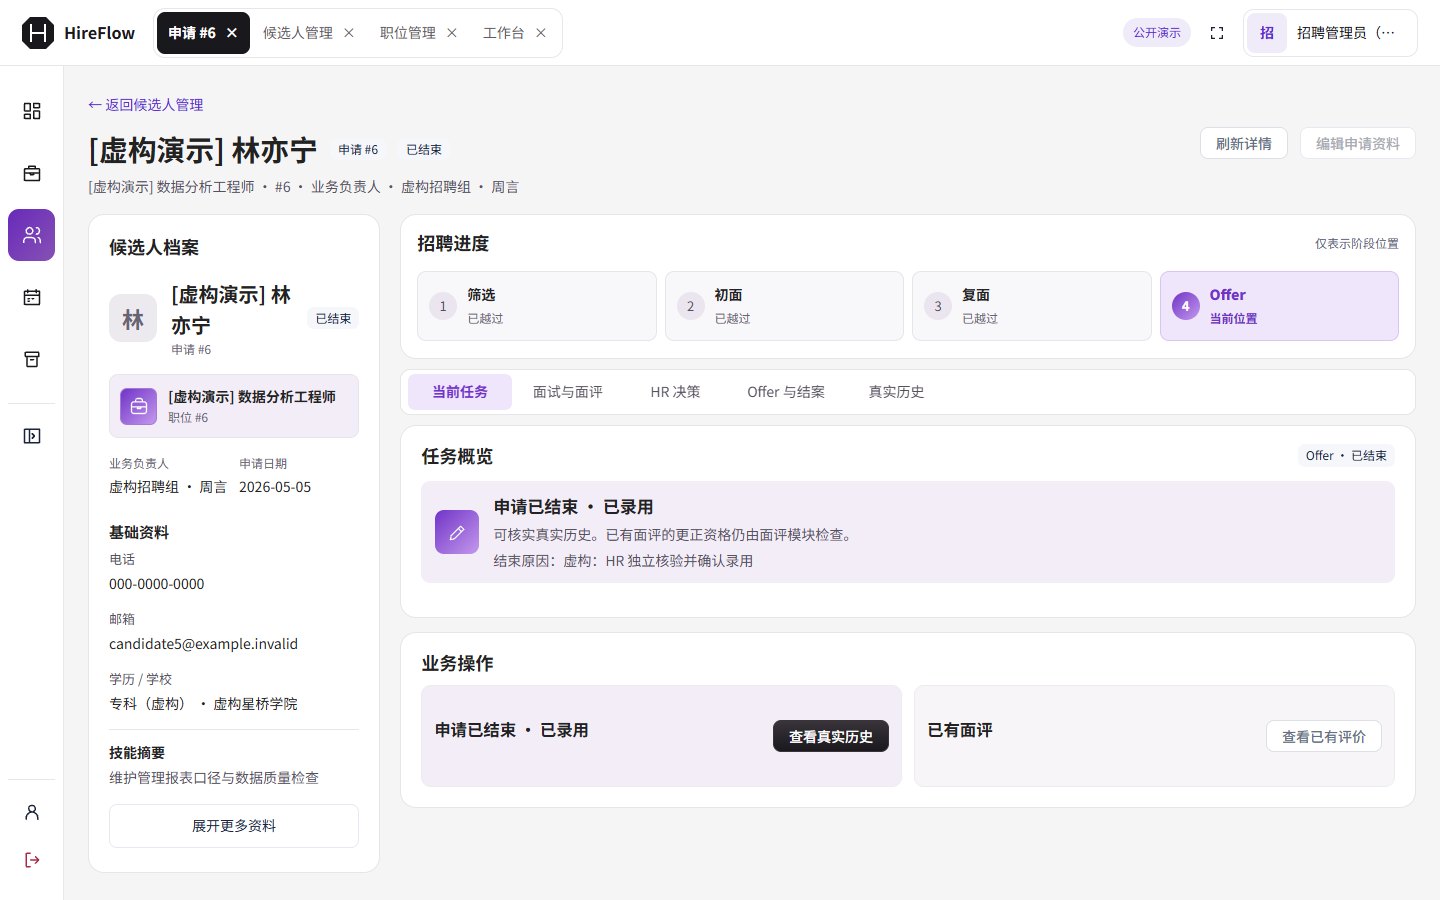 HireFlow
申请 #6
候选人管理
职位管理
工作台
公开演示
招
招聘管理员（···
← 返回候选人管理
[虚构演示] 林亦宁
申请 #6
已结束
刷新详情
编辑申请资料
[虚构演示] 数据分析工程师 · #6 · 业务负责人 · 虚构招聘组 · 周言
候选人档案
林
[虚构演示] 林
亦宁
申请 #6
已结束
[虚构演示] 数据分析工程师
职位 #6
业务负责人
申请日期
虚构招聘组 · 周言
2026-05-05
基础资料
电话
000-0000-0000
邮箱
candidate5@example.invalid
学历 / 学校
专科（虚构） · 虚构星桥学院
技能摘要
维护管理报表口径与数据质量检查
展开更多资料
招聘进度
仅表示阶段位置
1
筛选
已越过
2
初面
已越过
3
复面
已越过
4
Offer
当前位置
当前任务
面试与面评
HR 决策
Offer 与结案
真实历史
任务概览
Offer · 已结束
申请已结束 · 已录用
可核实真实历史。已有面评的更正资格仍由面评模块检查。
结束原因：虚构：HR 独立核验并确认录用
业务操作
申请已结束 · 已录用
查看真实历史
已有面评
查看已有评价